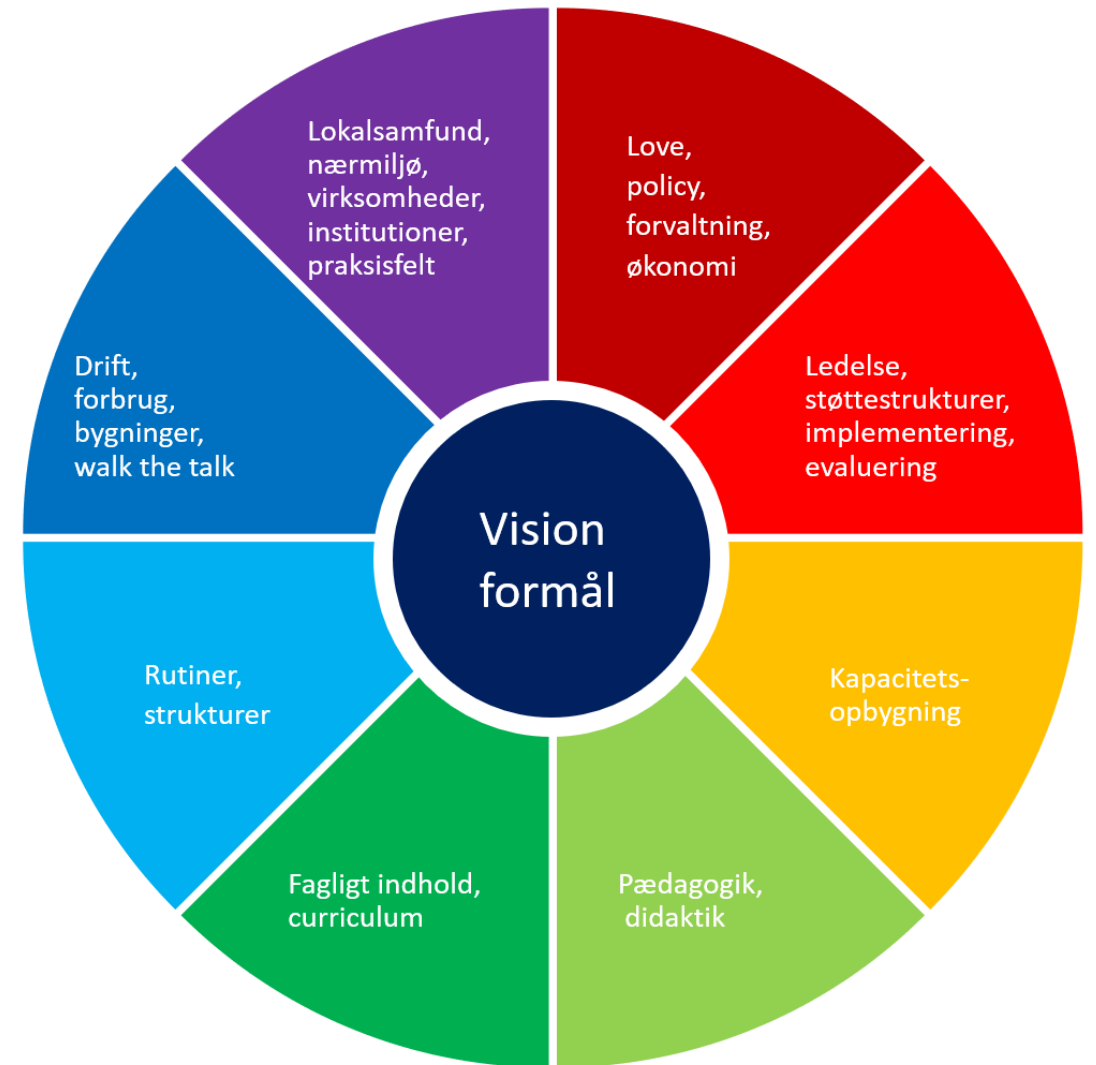 Lokalsamfund,
nærmiljø,
virksomheder,
institutioner,
praksisfelt
Love,
policy,
forvaltning,
økonomi
Drift,
forbrug,
bygninger,
walk the talk
Ledelse,
støttestrukturer,
implementering,
evaluering
Vision
formål
Rutiner,
strukturer
Kapacitets-
opbygning
Fagligt indhold,
curriculum
Pædagogik,
didaktik